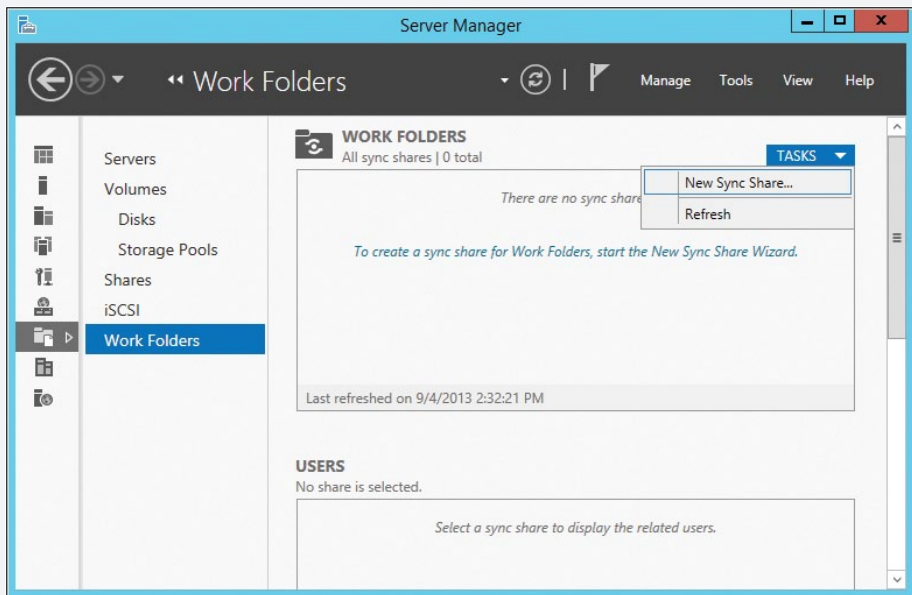 Server Manager
Work Folders
Manage Tools View Help
Servers
Volumes
Disks
Storage Pools
Shares
iSCSI
Work Folders
WORK FOLDERS
All sync shares | 0 total
TASKS
New Sync Share...
Refresh
There are no sync share
To create a sync share for Work Folders, start the New Sync Share Wizard.
Last refreshed on 9/4/2013 2:32:21 PM
USERS
No share is selected.
Select a sync share to display the related users.